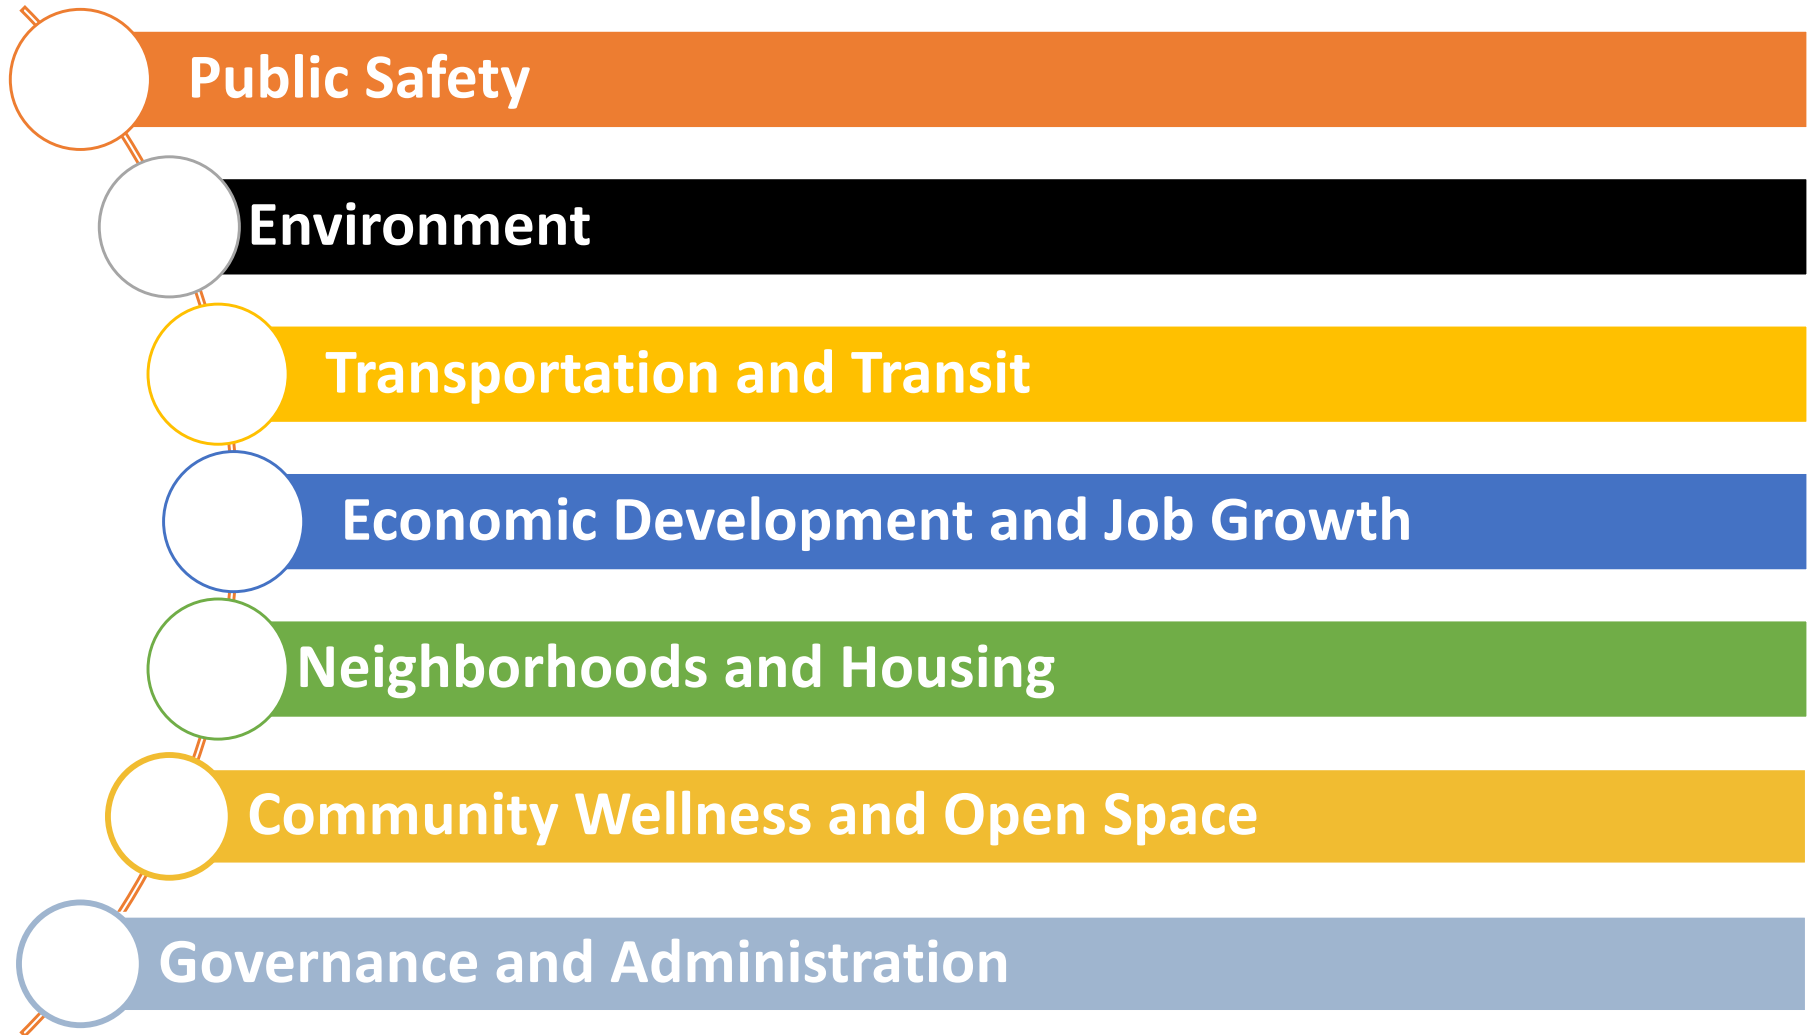 Public Safety
Environment
Transportation and Transit
Economic Development and Job Growth
Neighborhoods and Housing
Community Wellness and Open Space
Governance and Administration